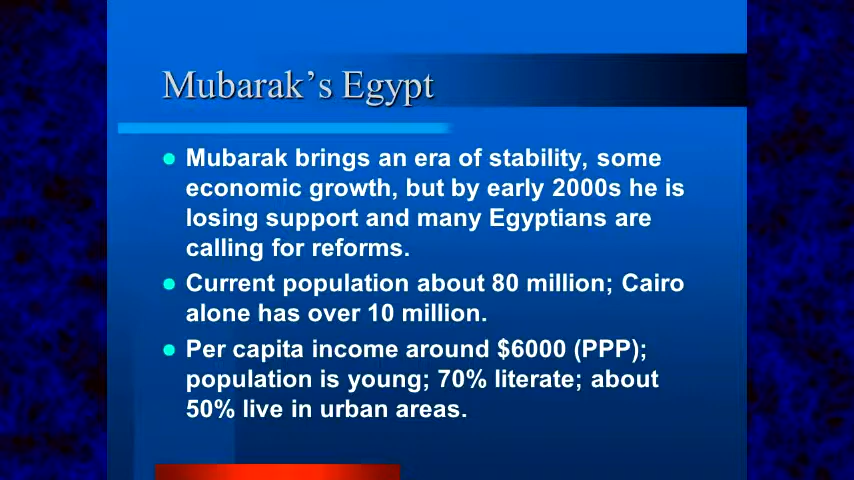 Mubarak’s Egypt
Mubarak brings an era of stability, some
economic growth, but by early 2000s he is
losing support and many Egyptians are
calling for reforms.
Current population about 80 million; Cairo
alone has over 10 million.
Per capita income around $6000 (PPP);
population is young; 70% literate; about
50% live in urban areas.